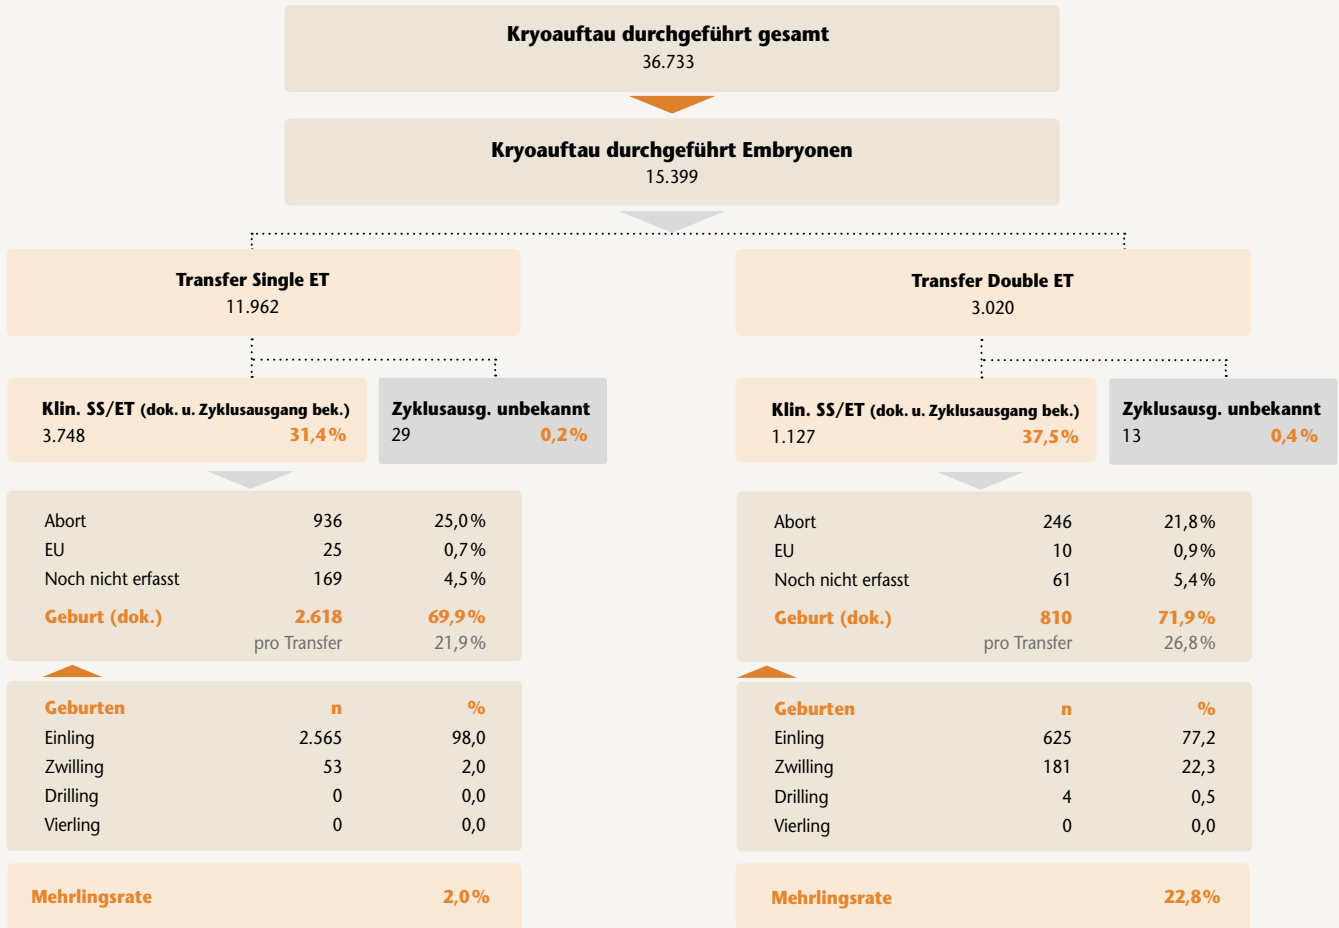 Kryoauftau durchgeführt gesamt
36.733
Kryoauftau durchgeführt Embryonen
15.399
Transfer Single ET
11.962
Klin. SS/ET (dok. u. Zyklusausgang bek.)
3.748 31,4%
Zyklusausg. unbekannt
29 0,2%
Abort 936 25,0%
EU 25 0,7%
Noch nicht erfasst 169 4,5%
Geburt (dok.) 2.618 69,9%
pro Transfer 21,9%
Geburten n %
Einling 2.565 98,0
Zwilling 53 2,0
Drilling 0 0,0
Vierling 0 0,0
Mehrlingsrate 2,0%
Transfer Double ET
3.020
Klin. SS/ET (dok. u. Zyklusausgang bek.)
1.127 37,5%
Zyklusausg. unbekannt
13 0,4%
Abort 246 21,8%
EU 10 0,9%
Noch nicht erfasst 61 5,4%
Geburt (dok.) 810 71,9%
pro Transfer 26,8%
Geburten n %
Einling 625 77,2
Zwilling 181 22,3
Drilling 4 0,5
Vierling 0 0,0
Mehrlingsrate 22,8%